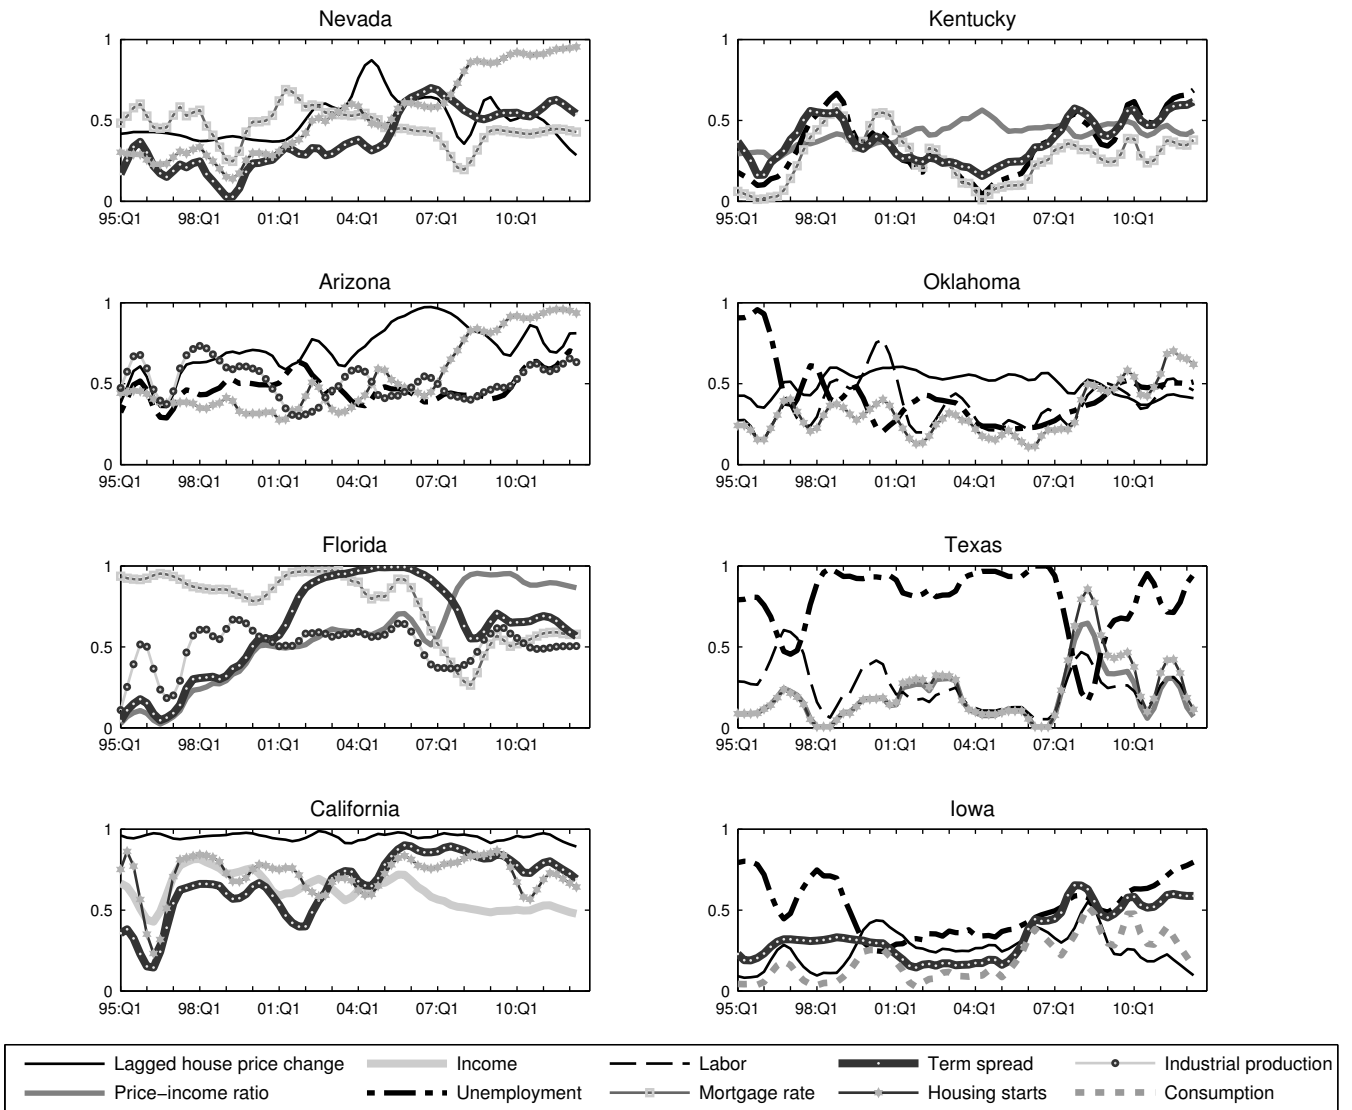 Nevada
Kentucky
1
0.5
0
95:Q1 98:Q1 01:Q1 04:Q1 07:Q1 10:Q1
1
0.5
0
95:Q1 98:Q1 01:Q1 04:Q1 07:Q1 10:Q1
Arizona
Oklahoma
1
0.5
0
95:Q1 98:Q1 01:Q1 04:Q1 07:Q1 10:Q1
1
0.5
0
95:Q1 98:Q1 01:Q1 04:Q1 07:Q1 10:Q1
Florida
Texas
1
0.5
0
95:Q1 98:Q1 01:Q1 04:Q1 07:Q1 10:Q1
1
0.5
0
95:Q1 98:Q1 01:Q1 04:Q1 07:Q1 10:Q1
California
Iowa
1
0.5
0
95:Q1 98:Q1 01:Q1 04:Q1 07:Q1 10:Q1
1
0.5
0
95:Q1 98:Q1 01:Q1 04:Q1 07:Q1 10:Q1
Lagged house price change Income Labor Term spread Industrial production
Price−income ratio Unemployment Mortgage rate Housing starts Consumption